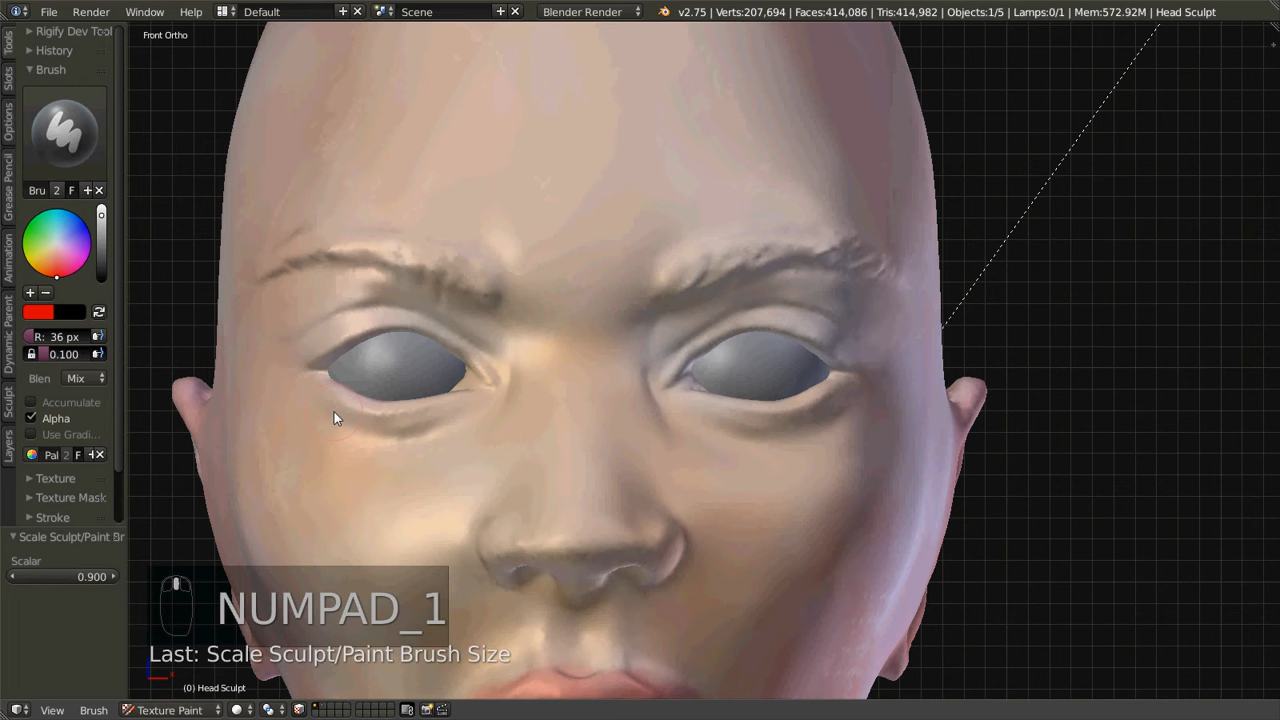 File Render Window Help Default Scene Blender Render v2.75 | Verts:207,694 | Faces:414,086 | Tris:414,982 | Objects:1/5 | Lamps:0/1 | Mem:572.92M | Head Sculpt
Front Ortho
Tools
Slots
Options
Grease Pencil
Animation
Dynamic Parent
Sculpt
Layers
Rigify Dev Tool
History
Brush
Bru 2 F
R: 36 px
0.100
Blen Mix
Accumulate
Alpha
Use Gradi...
Pal 2 F
Texture
Texture Mask
Stroke
Scale Sculpt/Paint Br
Scalar
0.900
NUMPAD_1
Last: Scale Sculpt/Paint Brush Size
x
(0) Head Sculpt
View Brush Texture Paint